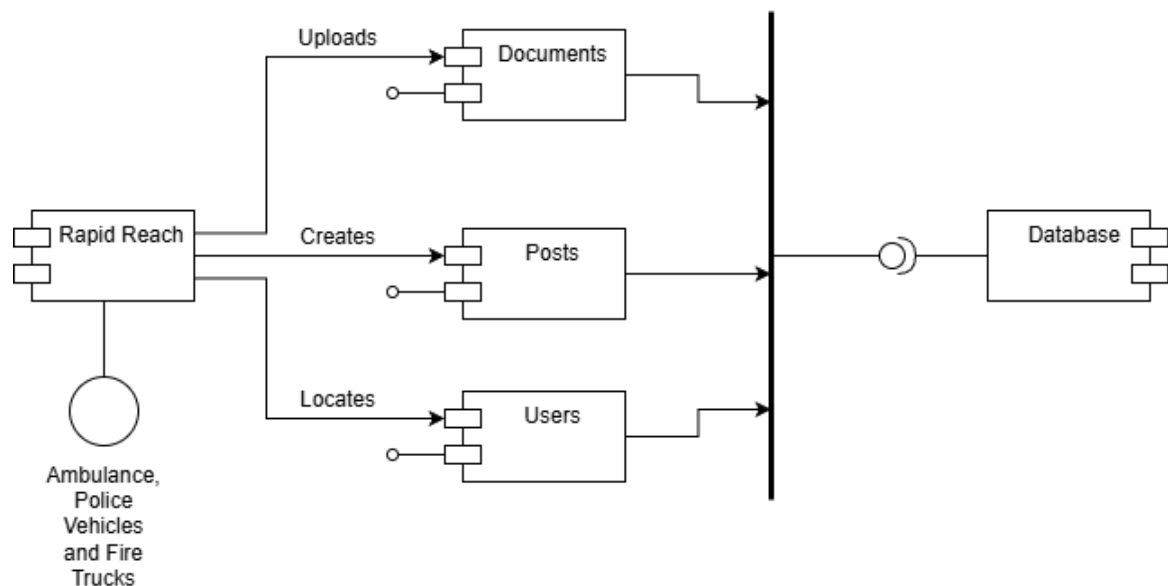 Uploads
Documents
Rapid Reach
Creates
Posts
Database
Locates
Users
Ambulance,
Police
Vehicles
and Fire
Trucks